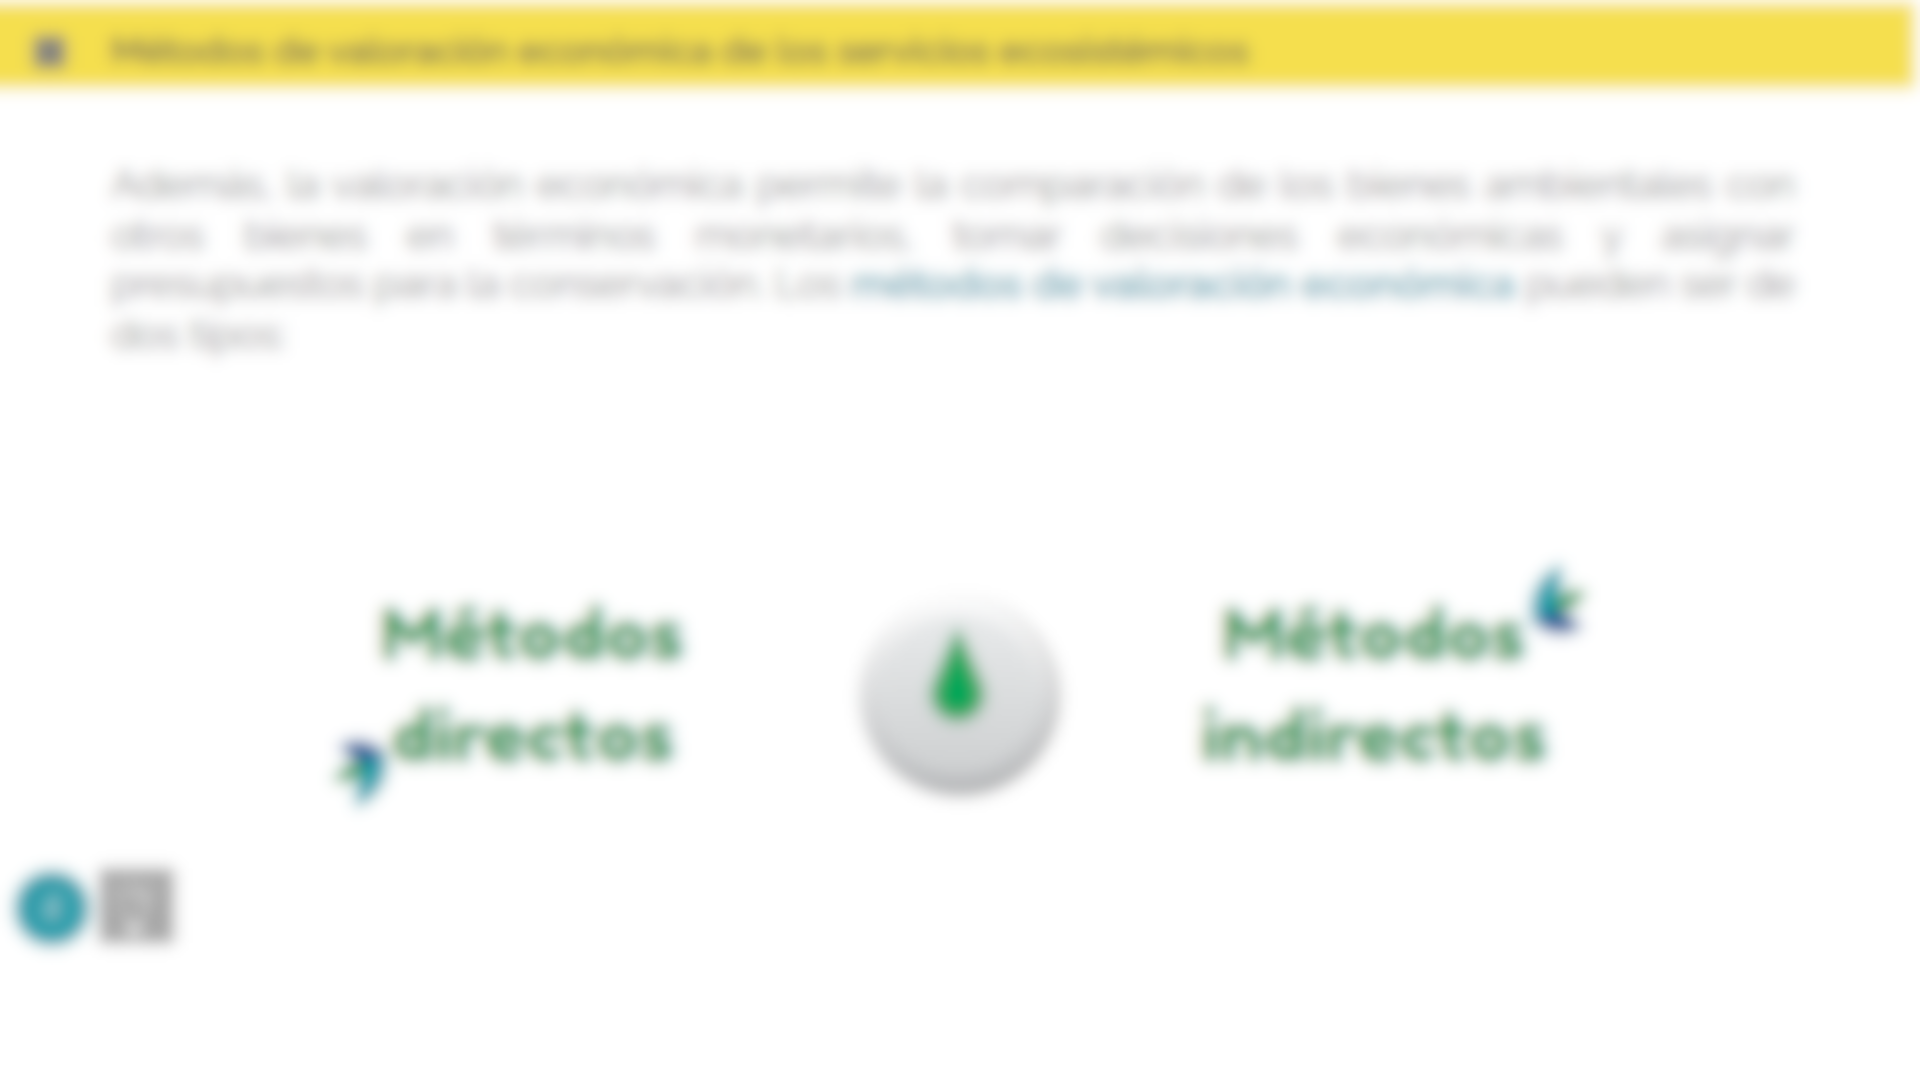 Métodos de valoración económica de los servicios ecosistémicos
Además, la valoración económica permite la comparación de los bienes ambientales con
otros bienes en términos monetarios, tomar decisiones económicas y asignar
presupuestos para la conservación. Los métodos de valoración económica pueden ser de
dos tipos:
Métodos
directos
Métodos
indirectos